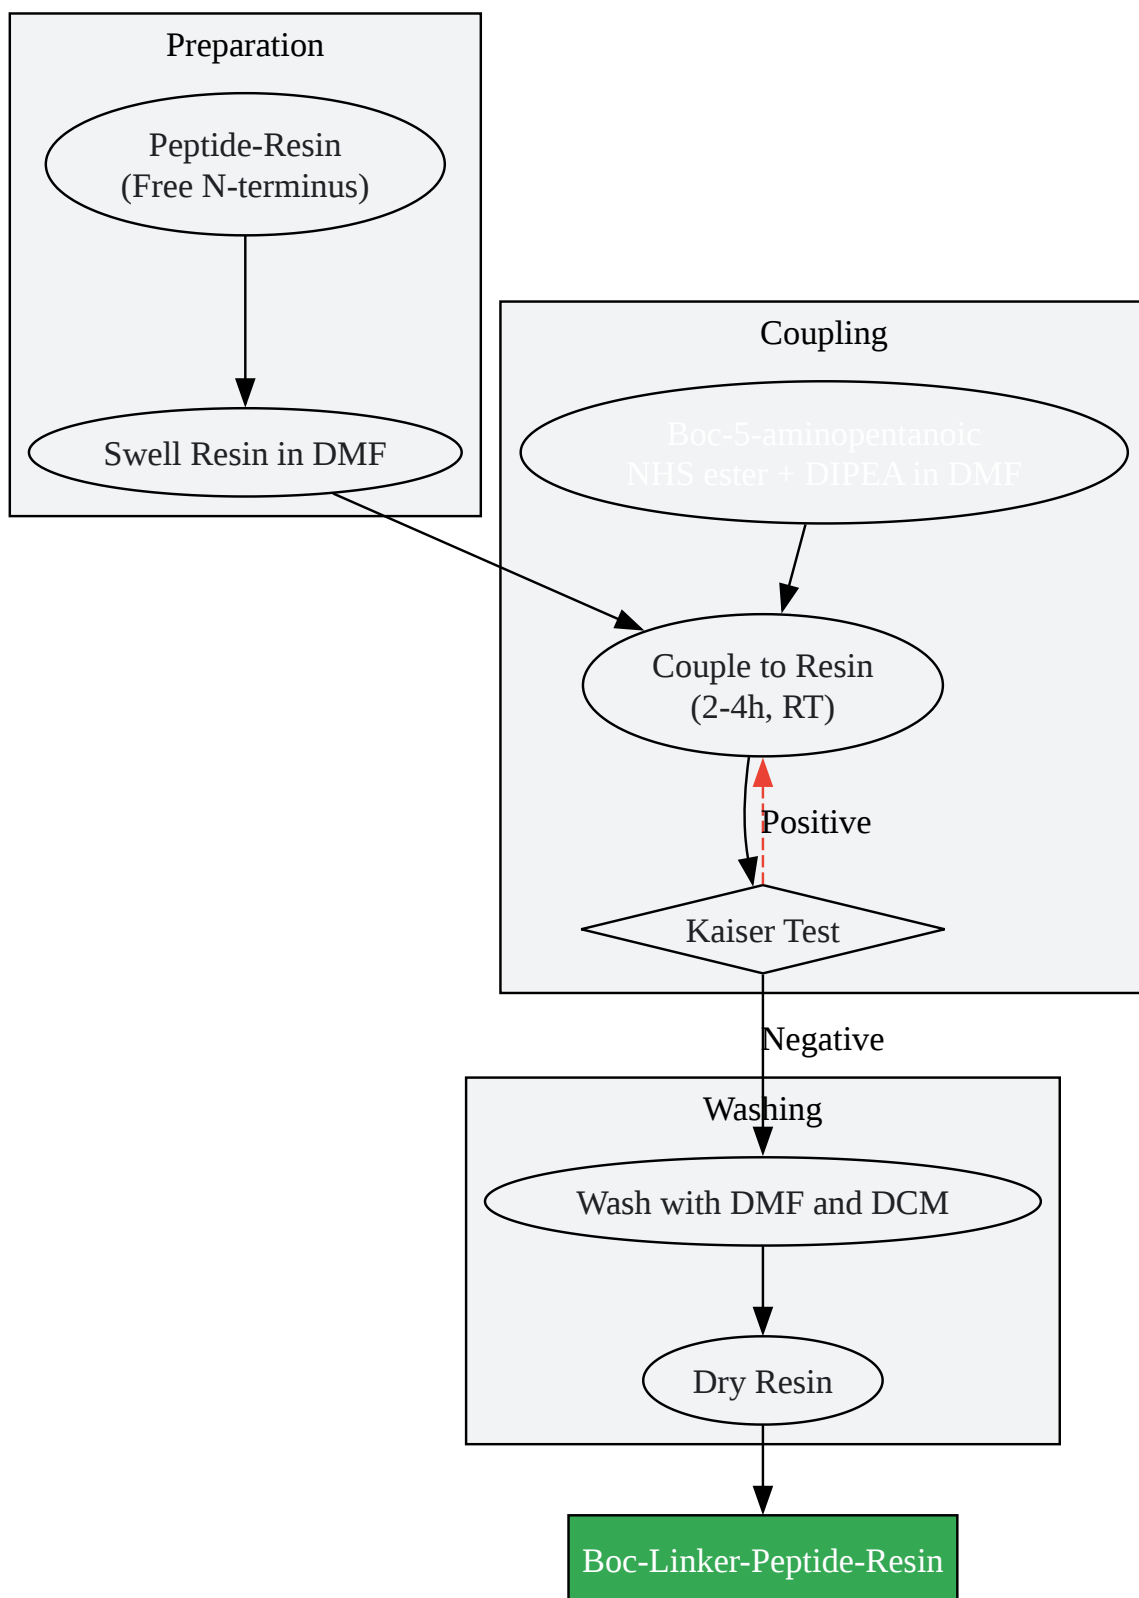 Preparation
Peptide-Resin
(Free N-terminus)
Swell Resin in DMF
Coupling
Boc-5-aminopentanoic
NHS ester + DIPEA in DMF
Couple to Resin
(2-4h, RT)
Positive
Kaiser Test
Negative
Washing
Wash with DMF and DCM
Dry Resin
Boc-Linker-Peptide-Resin